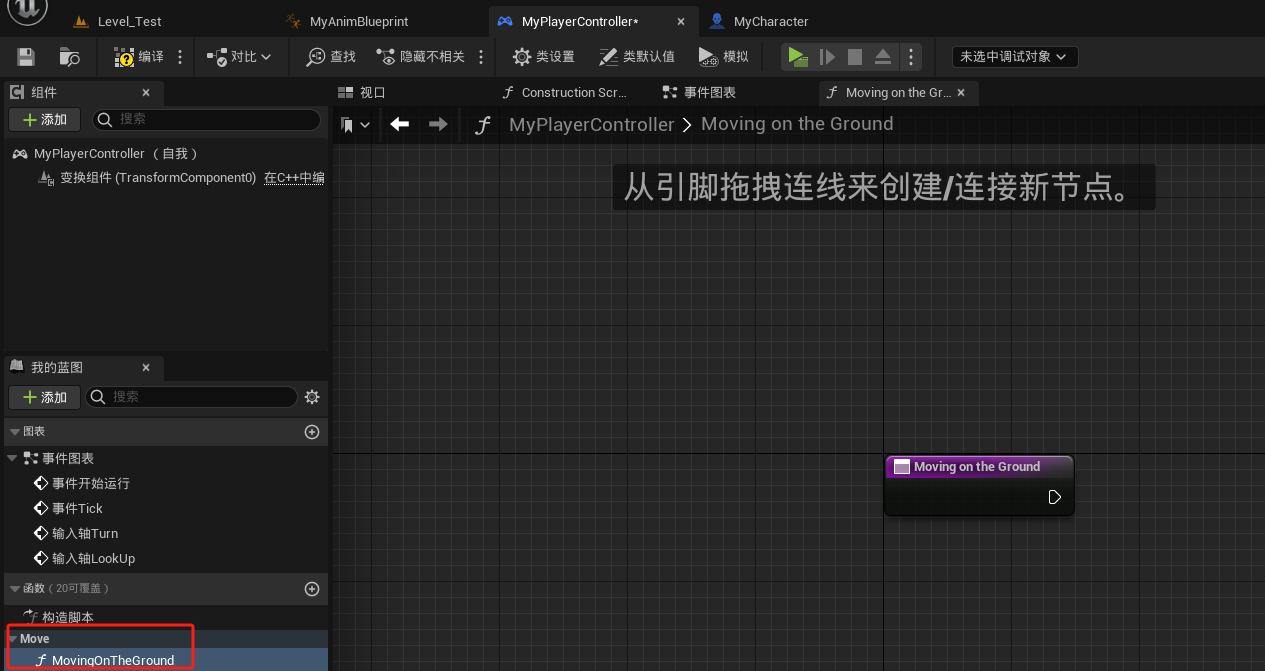 Level_Test
MyAnimBlueprint
MyPlayerController*
MyCharacter
编译
对比
查找
隐藏不相关
类设置
类默认值
模拟
未选中调试对象
组件
视口
Construction Scr...
事件图表
Moving on the Gr...
添加
搜索
MyPlayerController
Moving on the Ground
MyPlayerController （自我）
变换组件 (TransformComponent0) 在C++中编
从引脚拖拽连线来创建/连接新节点。
我的蓝图
添加
搜索
图表
事件图表
Moving on the Ground
事件开始运行
事件Tick
输入轴Turn
输入轴LookUp
函数（20可覆盖）
构造脚本
Move
MovingOnTheGround